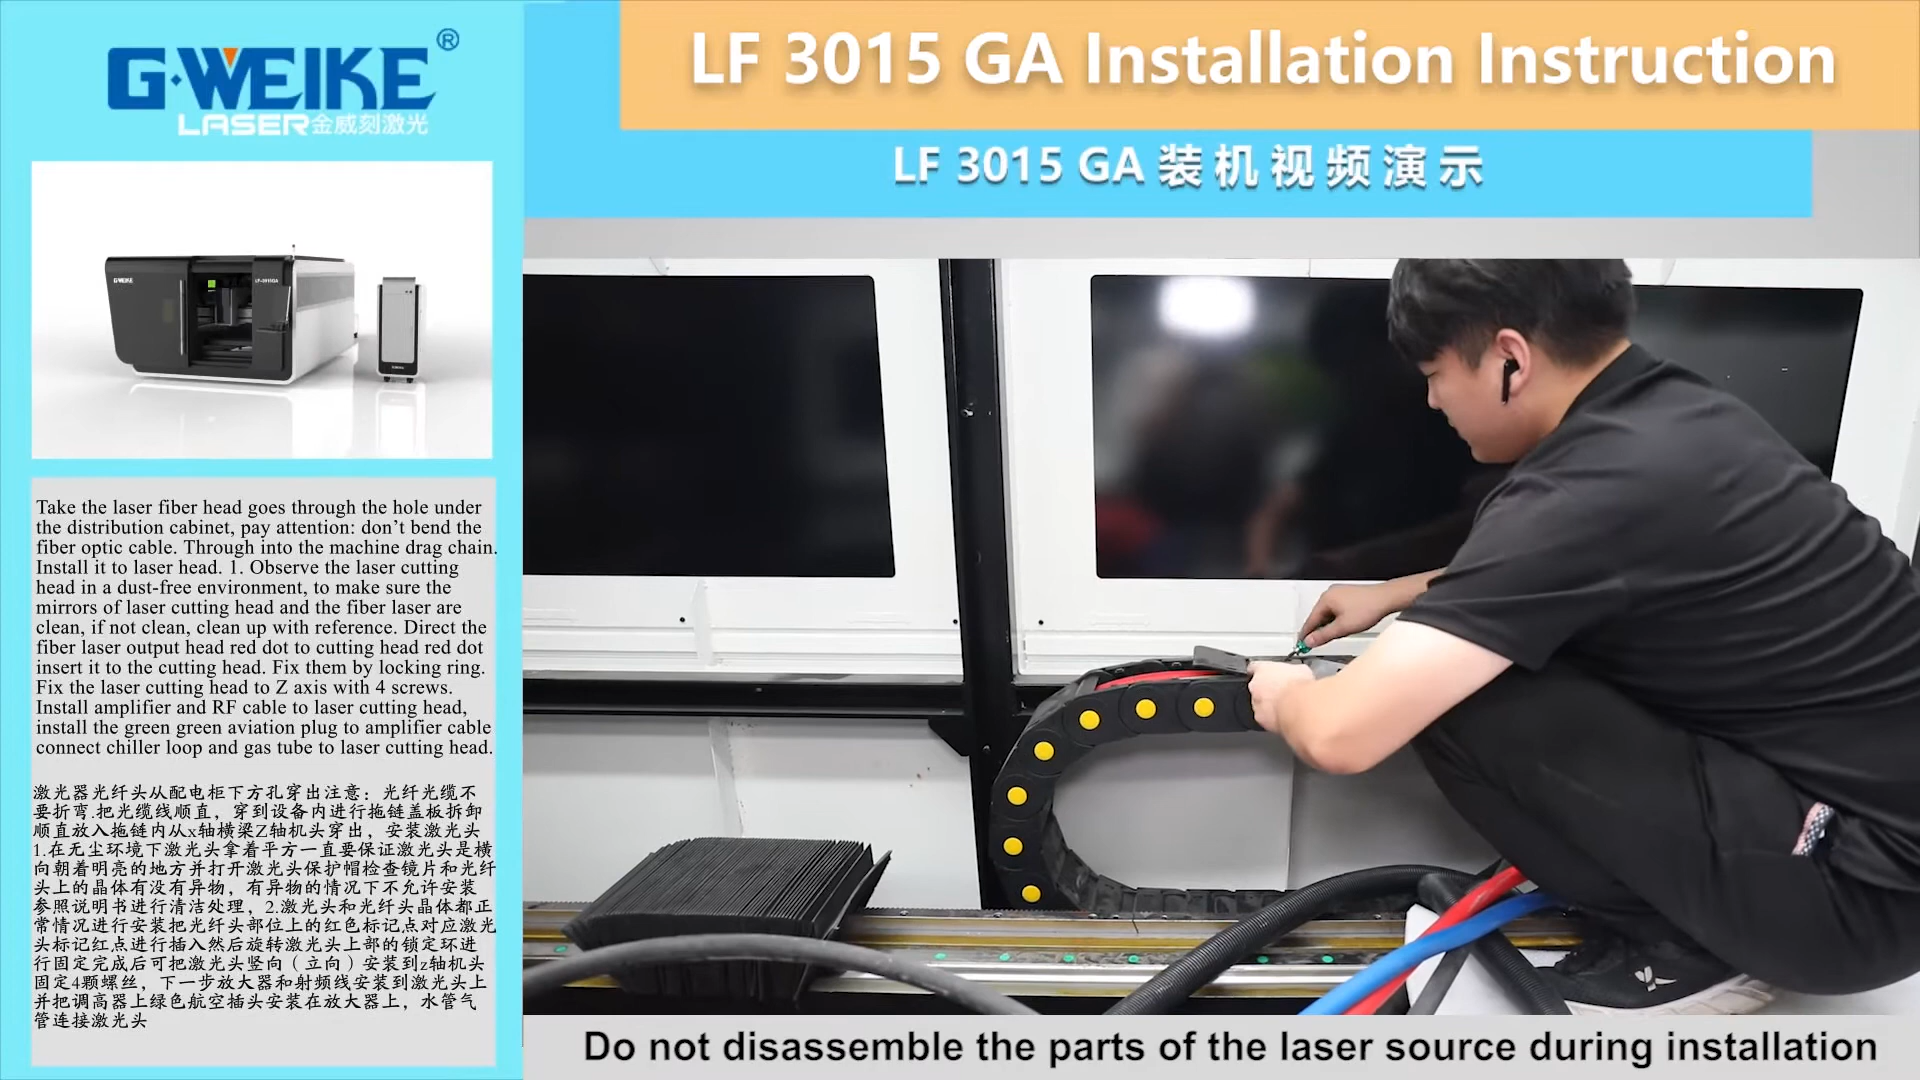 G·WEIKE®
LASER金威刻激光
LF 3015 GA Installation Instruction
LF 3015 GA 装机视频演示
G·WEIKE
LF-3015GA
Take the laser fiber head goes through the hole under
the distribution cabinet, pay attention: don’t bend the
fiber optic cable. Through into the machine drag chain.
Install it to laser head. 1. Observe the laser cutting
head in a dust-free environment, to make sure the
mirrors of laser cutting head and the fiber laser are
clean, if not clean, clean up with reference. Direct the
fiber laser output head red dot to cutting head red dot
insert it to the cutting head. Fix them by locking ring.
Fix the laser cutting head to Z axis with 4 screws.
Install amplifier and RF cable to laser cutting head,
install the green green aviation plug to amplifier cable
connect chiller loop and gas tube to laser cutting head.
激光器光纤头从配电柜下方孔穿出注意：光纤光缆不
要折弯.把光缆线顺直，穿到设备内进行拖链盖板拆卸
顺直放入拖链内从x轴横梁Z轴机头穿出，安装激光头
1.在无尘环境下激光头拿着平方一直要保证激光头是横
向朝着明亮的地方并打开激光头保护帽检查镜片和光纤
头上的晶体有没有异物，有异物的情况下不允许安装
参照说明书进行清洁处理，2.激光头和光纤头晶体都正
常情况进行安装把光纤头部位上的红色标记点对应激光
头标记红点进行插入然后旋转激光头上部的锁定环进
行固定完成后可把激光头竖向（立向）安装到z轴机头
固定4颗螺丝，下一步放大器和射频线安装到激光头上
并把调高器上绿色航空插头安装在放大器上，水管气
管连接激光头
Do not disassemble the parts of the laser source during installation